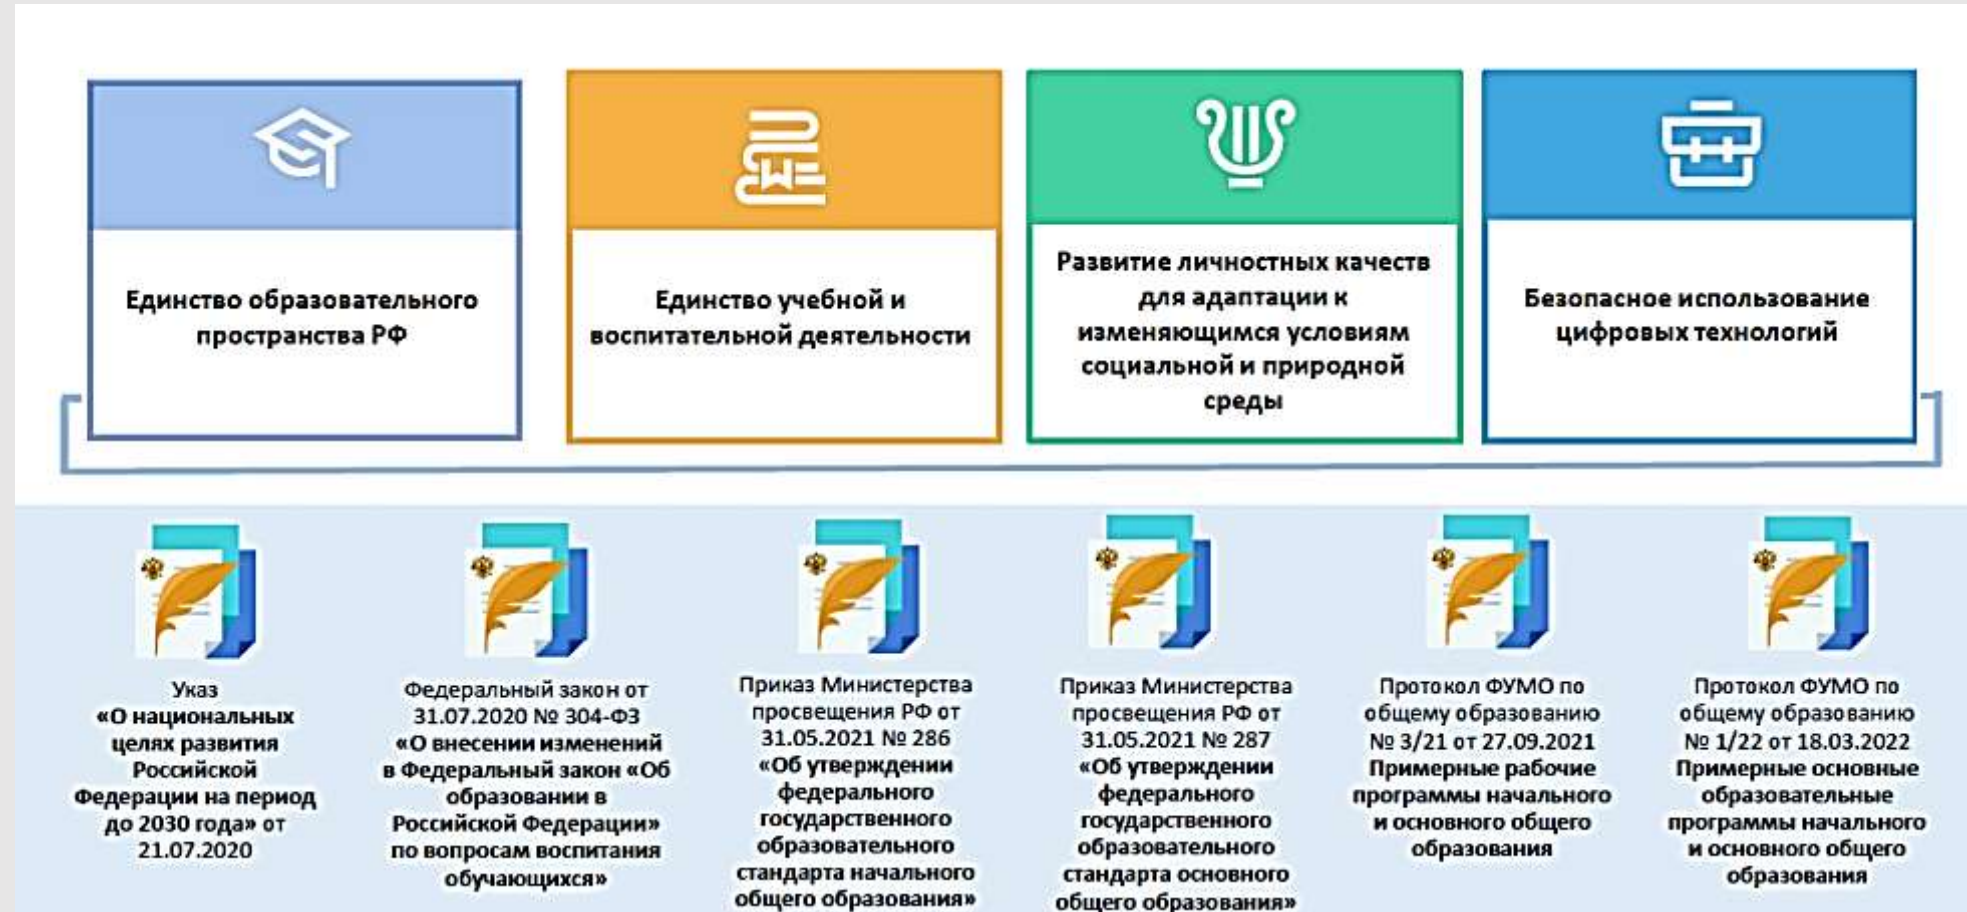 Единство образовательного
пространства РФ
Единство учебной и
воспитательной деятельности
Развитие личностных качеств
для адаптации к
изменяющимся условиям
социальной и природной
среды
Безопасное использование
цифровых технологий
Указ
«О национальных
целях развития
Российской
Федерации на период
до 2030 года» от
21.07.2020
Федеральный закон от
31.07.2020 № 304-ФЗ
«О внесении изменений
в Федеральный закон «Об
образовании в
Российской Федерации»
по вопросам воспитания
обучающихся»
Приказ Министерства
просвещения РФ от
31.05.2021 № 286
«Об утверждении
федерального
государственного
образовательного
стандарта начального
общего образования»
Приказ Министерства
просвещения РФ от
31.05.2021 № 287
«Об утверждении
федерального
государственного
образовательного
стандарта основного
общего образования»
Протокол ФУМО по
общему образованию
№ 3/21 от 27.09.2021
Примерные рабочие
программы начального
и основного общего
образования
Протокол ФУМО по
общему образованию
№ 1/22 от 18.03.2022
Примерные основные
образовательные
программы начального
и основного общего
образования